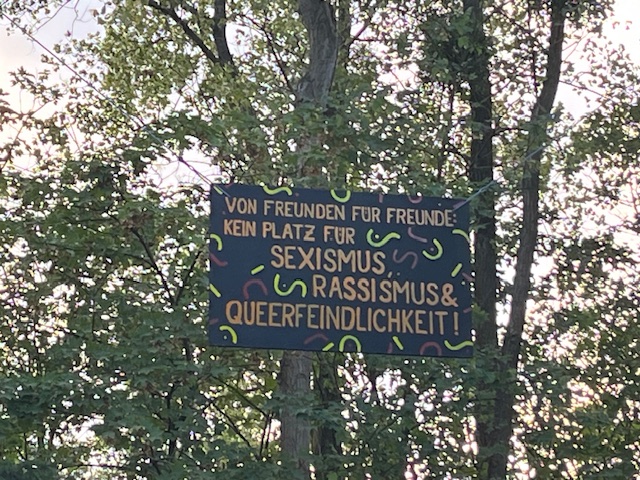 VON FREUNDEN FÜR FREUNDE:
KEIN PLATZ FÜR
SEXISMUS,
RASSISMUS&
QUEERFEINDLICHKEIT!